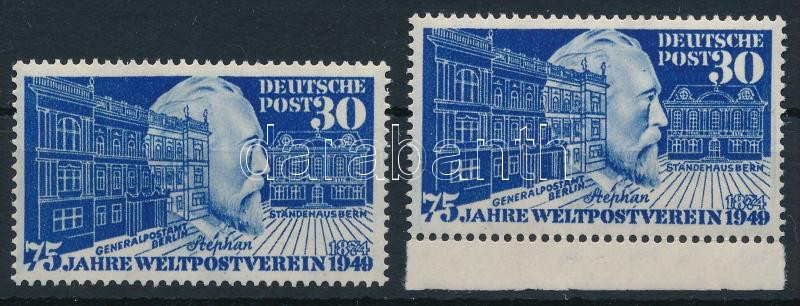 DEUTSCHE
POST 30
STÄNDEHAUS BERN
GENERALPOSTAMT
BERLIN
Stephan
1874
75 JAHRE WELTPOSTVEREIN 1949
DEUTSCHE
POST 30
STÄNDEHAUS BERN
GENERALPOSTAMT
BERLIN
Stephan
1874
75 JAHRE WELTPOSTVEREIN 1949
darabanth